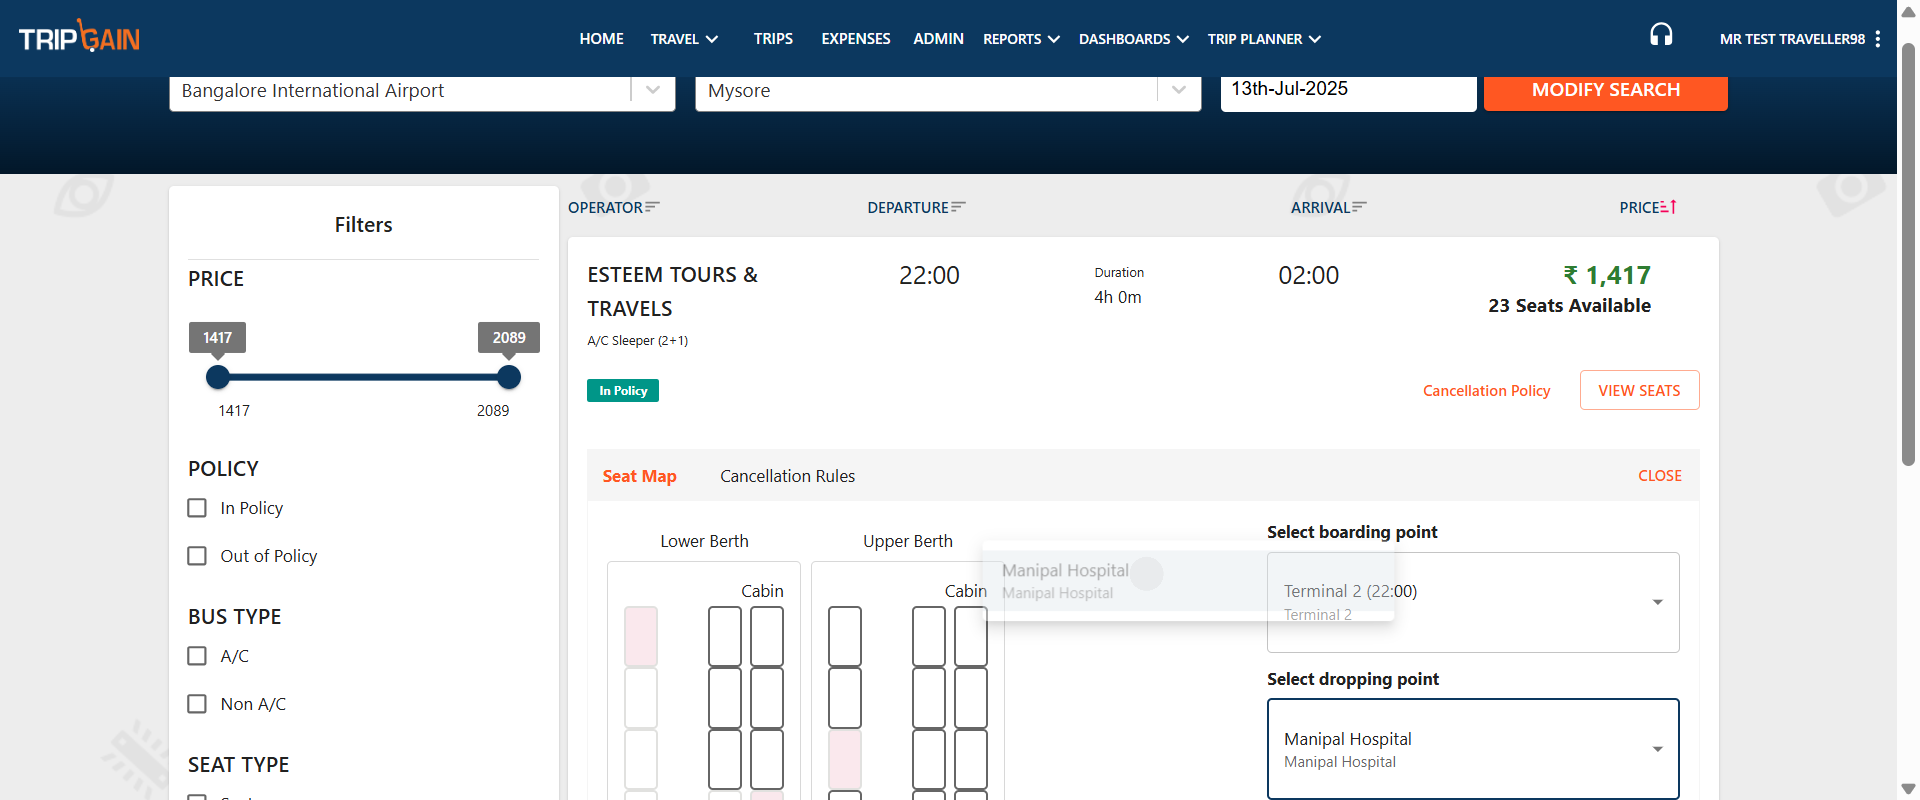 TRIPGAIN
HOME TRAVEL TRIPS EXPENSES ADMIN REPORTS DASHBOARDS TRIP PLANNER
MR TEST TRAVELLER98
Bangalore International Airport
Mysore
13th-Jul-2025
MODIFY SEARCH
Filters
PRICE
1417
2089
1417
2089
POLICY
In Policy
Out of Policy
BUS TYPE
A/C
Non A/C
SEAT TYPE
OPERATOR
DEPARTURE
ARRIVAL
PRICE
ESTEEM TOURS &
TRAVELS
A/C Sleeper (2+1)
22:00
Duration
4h 0m
02:00
₹ 1,417
23 Seats Available
In Policy
Cancellation Policy
VIEW SEATS
Seat Map
Cancellation Rules
CLOSE
Lower Berth
Cabin
Upper Berth
Cabin
Manipal Hospital
Manipal Hospital
Select boarding point
Terminal 2 (22:00)
Terminal 2
Select dropping point
Manipal Hospital
Manipal Hospital